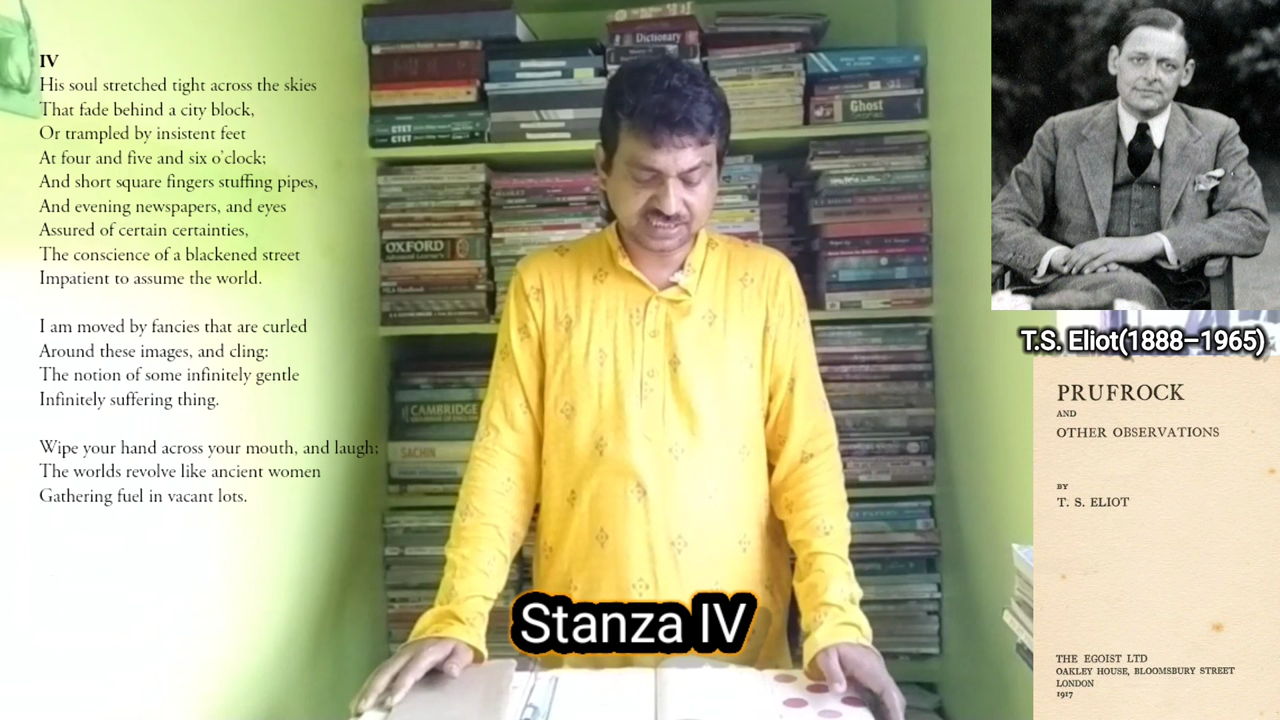 IV
His soul stretched tight across the skies
That fade behind a city block,
Or trampled by insistent feet
At four and five and six o'clock;
And short square fingers stuffing pipes,
And evening newspapers, and eyes
Assured of certain certainties,
The conscience of a blackened street
Impatient to assume the world.
I am moved by fancies that are curled
Around these images, and cling:
The notion of some infinitely gentle
Infinitely suffering thing.
Wipe your hand across your mouth, and laugh;
The worlds revolve like ancient women
Gathering fuel in vacant lots.
Dictionary
Ghost
CTET
CTET
OXFORD
CAMBRIDGE
SACHIN
Stanza IV
T.S. Eliot(1888–1965)
PRUFROCK
AND
OTHER OBSERVATIONS
BY
T. S. ELIOT
THE EGOIST LTD
OAKLEY HOUSE, BLOOMSBURY STREET
LONDON
1917